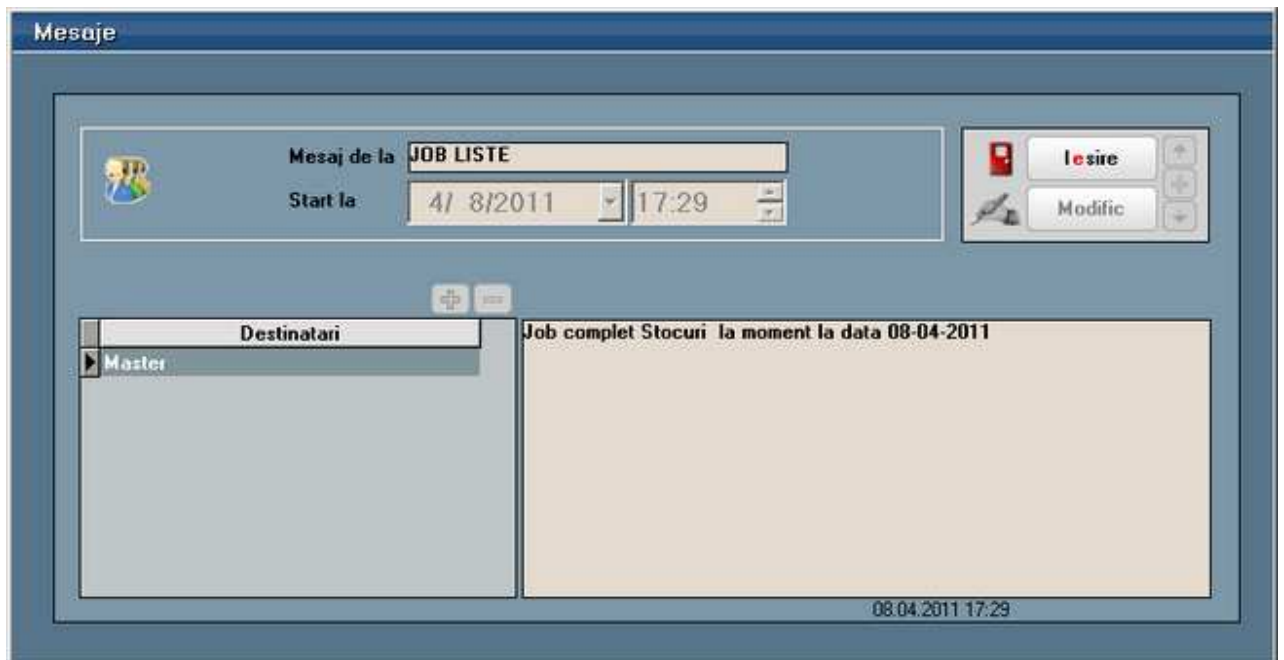 Mesaje
Mesaj de la JOB LISTE
Start la 4/ 8/2011 17:29
Iesire
Modific
Destinatari
Master
Job complet Stocuri la moment la data 08-04-2011
08.04.2011 17:29